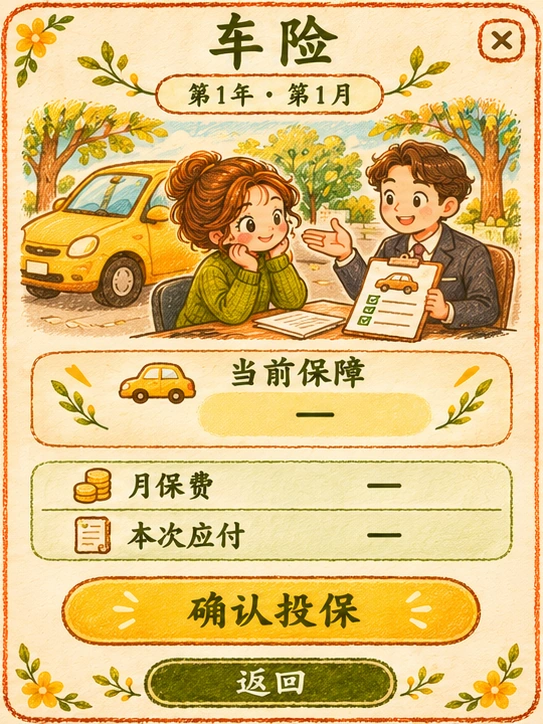 车险
第1年·第1月
当前保障
—
月保费 —
本次应付 —
确认投保
返回